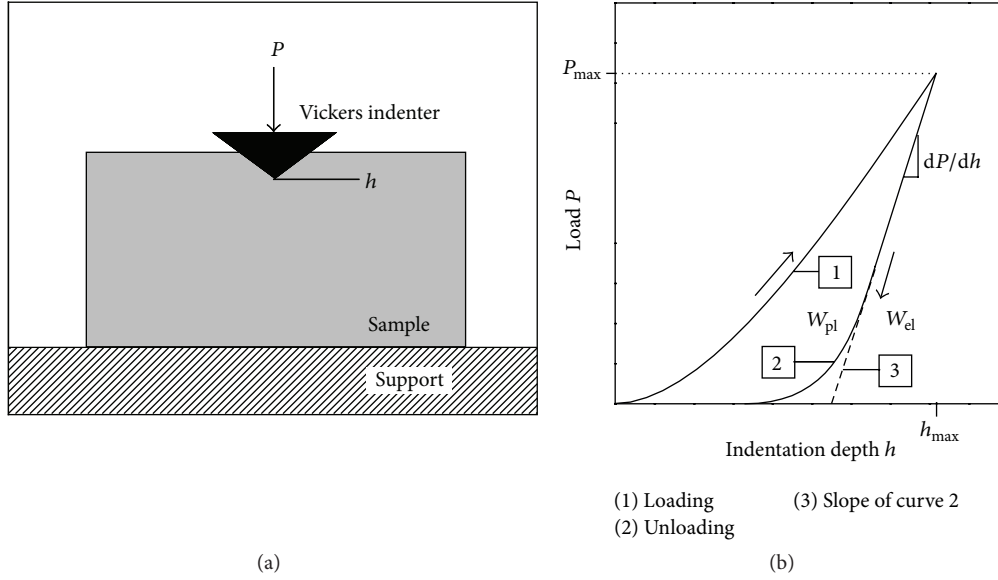 P
Vickers indenter
h
Sample
Support
(a)
P_max
Load P
dP/dh
1
W_pl
W_el
2
3
h_max
Indentation depth h
(1) Loading
(3) Slope of curve 2
(2) Unloading
(b)